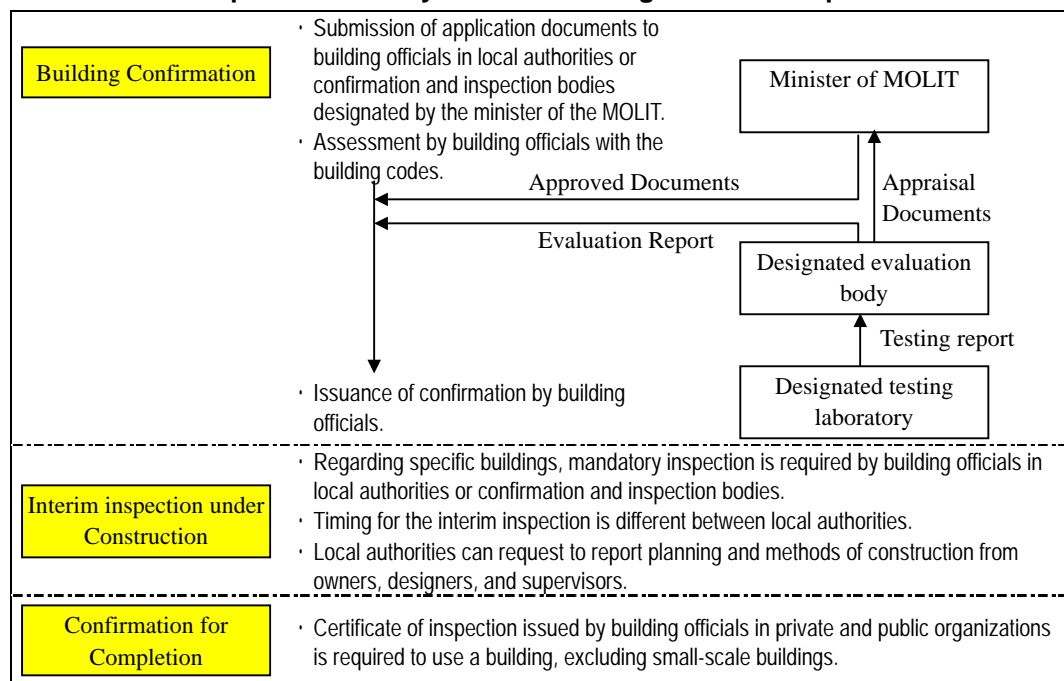 Building Confirmation
· Submission of application documents to
building officials in local authorities or
confirmation and inspection bodies
designated by the minister of the MOLIT.
· Assessment by building officials with the
building codes.
Minister of MOLIT
Approved Documents
Appraisal
Documents
Evaluation Report
Designated evaluation
body
Testing report
Designated testing
laboratory
· Issuance of confirmation by building
officials.
Interim inspection under
Construction
· Regarding specific buildings, mandatory inspection is required by building officials in
local authorities or confirmation and inspection bodies.
· Timing for the interim inspection is different between local authorities.
· Local authorities can request to report planning and methods of construction from
owners, designers, and supervisors.
Confirmation for
Completion
· Certificate of inspection issued by building officials in private and public organizations
is required to use a building, excluding small-scale buildings.